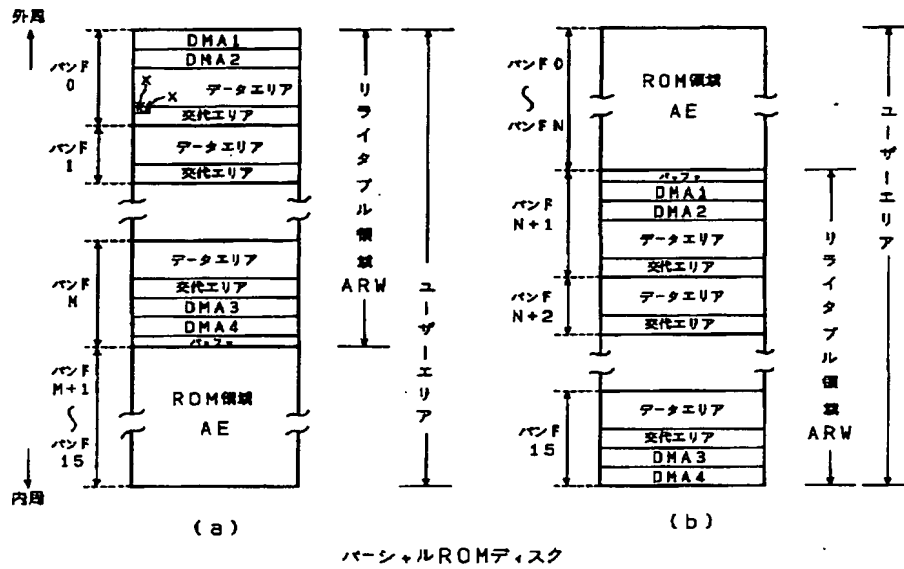 外周
バンド
0
バンド
1
バンド
M
バンド
M+1
〜
バンド
15
内周
DMA1
DMA2
データエリア
x
x
交代エリア
データエリア
交代エリア
データエリア
交代エリア
DMA3
DMA4
バッファ
ROM領域
AE
リライタブル領域
ARW
ユーザーエリア
(a)
バンド0
〜
バンドN
バンド
N+1
バンド
N+2
バンド
15
ROM領域
AE
バッファ
DMA1
DMA2
データエリア
交代エリア
データエリア
交代エリア
データエリア
交代エリア
DMA3
DMA4
リライタブル領域
ARW
ユーザーエリア
(b)
パーシャルROMディスク